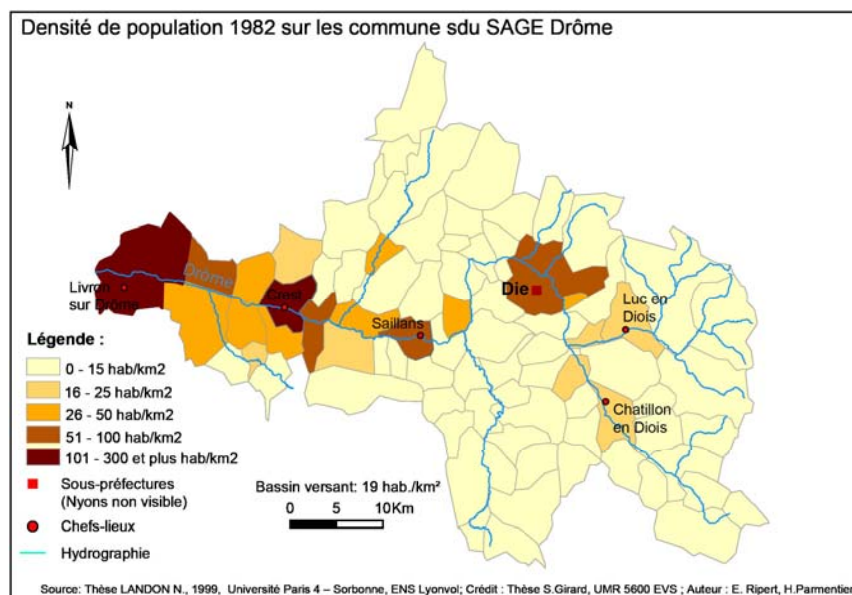 Densité de population 1982 sur les commune sdu SAGE Drôme
N
Drôme
Livron
sur Drôme
Crest
Saillans
Die
Luc en
Diois
Chatillon
en Diois
Légende :
0 - 15 hab/km2
16 - 25 hab/km2
26 - 50 hab/km2
51 - 100 hab/km2
101 - 300 et plus hab/km2
Sous-préfectures
(Nyons non visible)
Chefs-lieux
Hydrographie
Bassin versant: 19 hab./km²
0 5 10Km
Source: Thèse LANDON N., 1999, Université Paris 4 – Sorbonne, ENS Lyonvol; Crédit : Thèse S.Girard, UMR 5600 EVS ; Auteur : E. Ripert, H.Parmentier